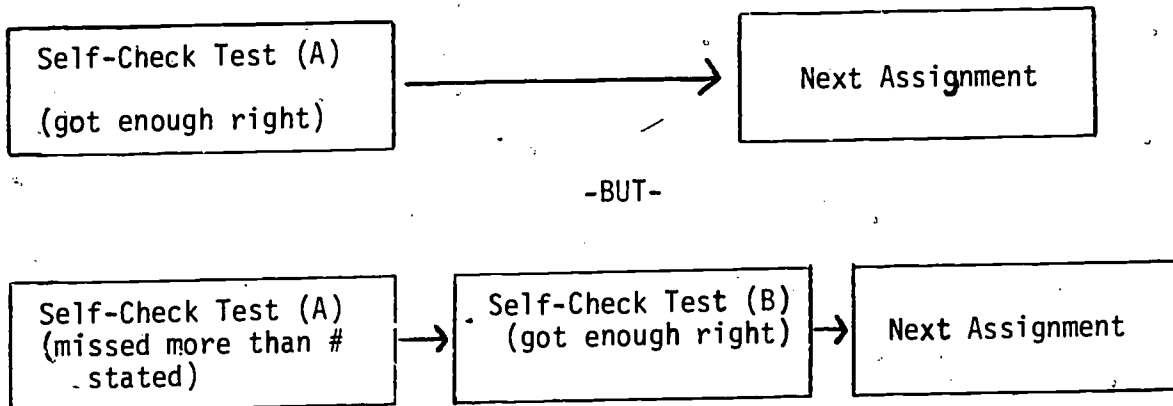 Self-Check Test (A)
(got enough right)
Next Assignment
-BUT-
Self-Check Test (A)
(missed more than #
stated)
Self-Check Test (B)
(got enough right)
Next Assignment